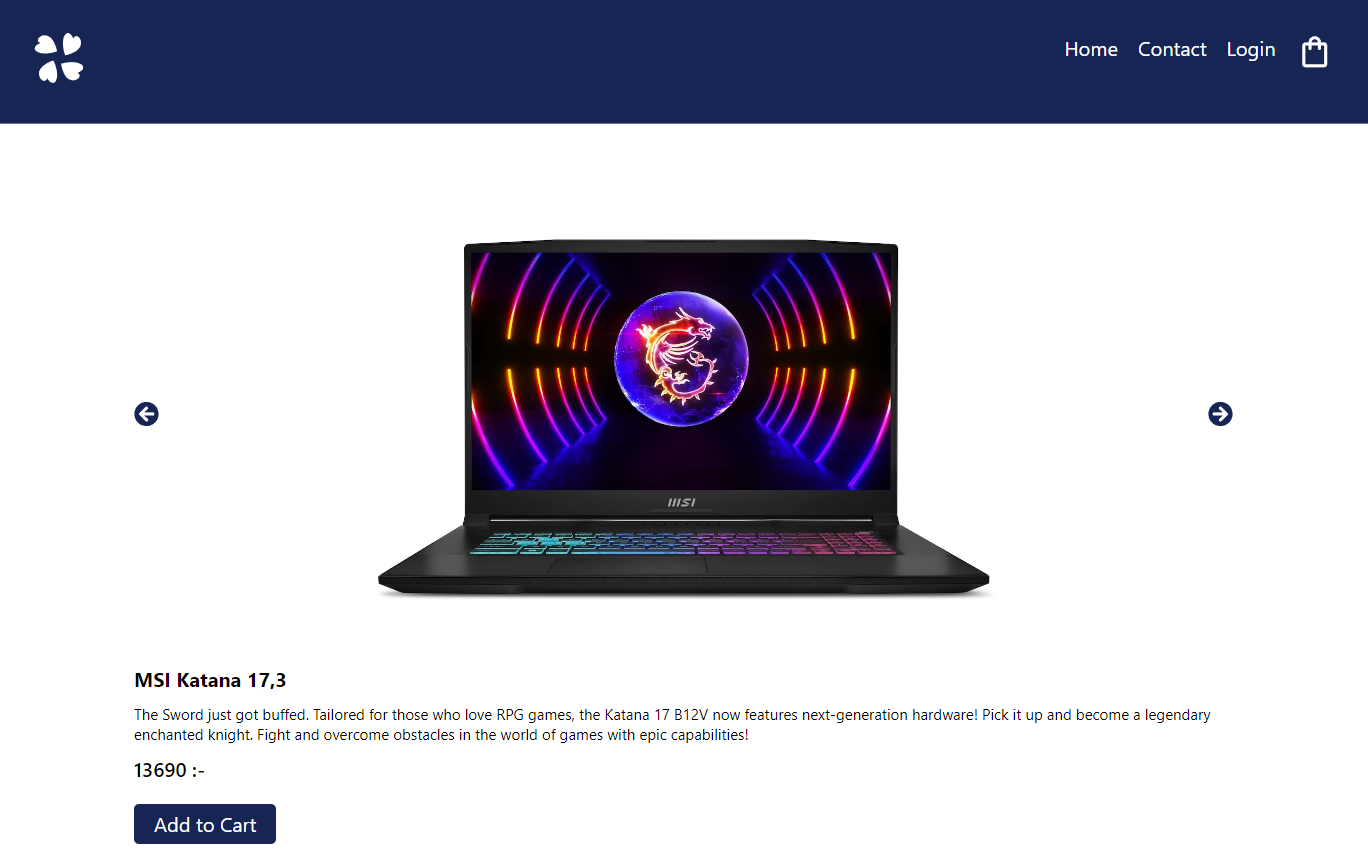 Home Contact Login
msi
MSI Katana 17,3
The Sword just got buffed. Tailored for those who love RPG games, the Katana 17 B12V now features next-generation hardware! Pick it up and become a legendary
enchanted knight. Fight and overcome obstacles in the world of games with epic capabilities!
13690 :-
Add to Cart